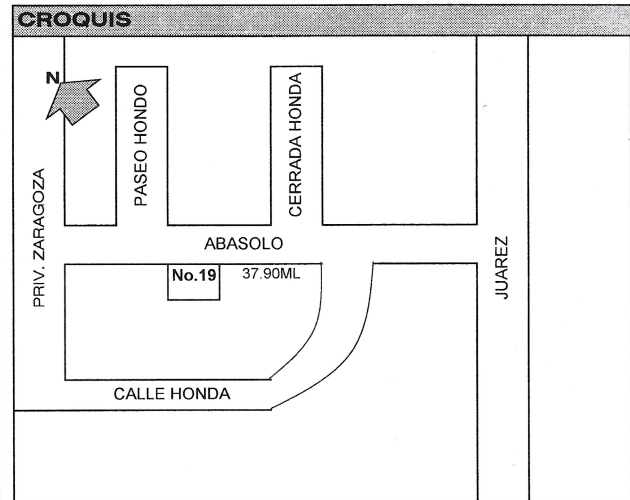 CROQUIS
N
PASEO HONDO
CERRADA HONDA
PRIV. ZARAGOZA
ABASOLO
JUAREZ
No.19
37.90ML
CALLE HONDA